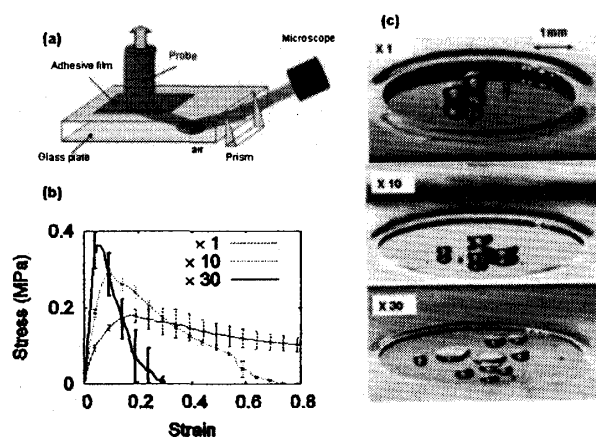 (a)
Microscope
Probe
Adhesive film
Glass plate
air
Prism
(b)
Stress (MPa)
0.4
0.2
0
× 1
× 10
× 30
0 0.2 0.4 0.6 0.8
Strain
(c)
1mm
X 1
X 10
X 30